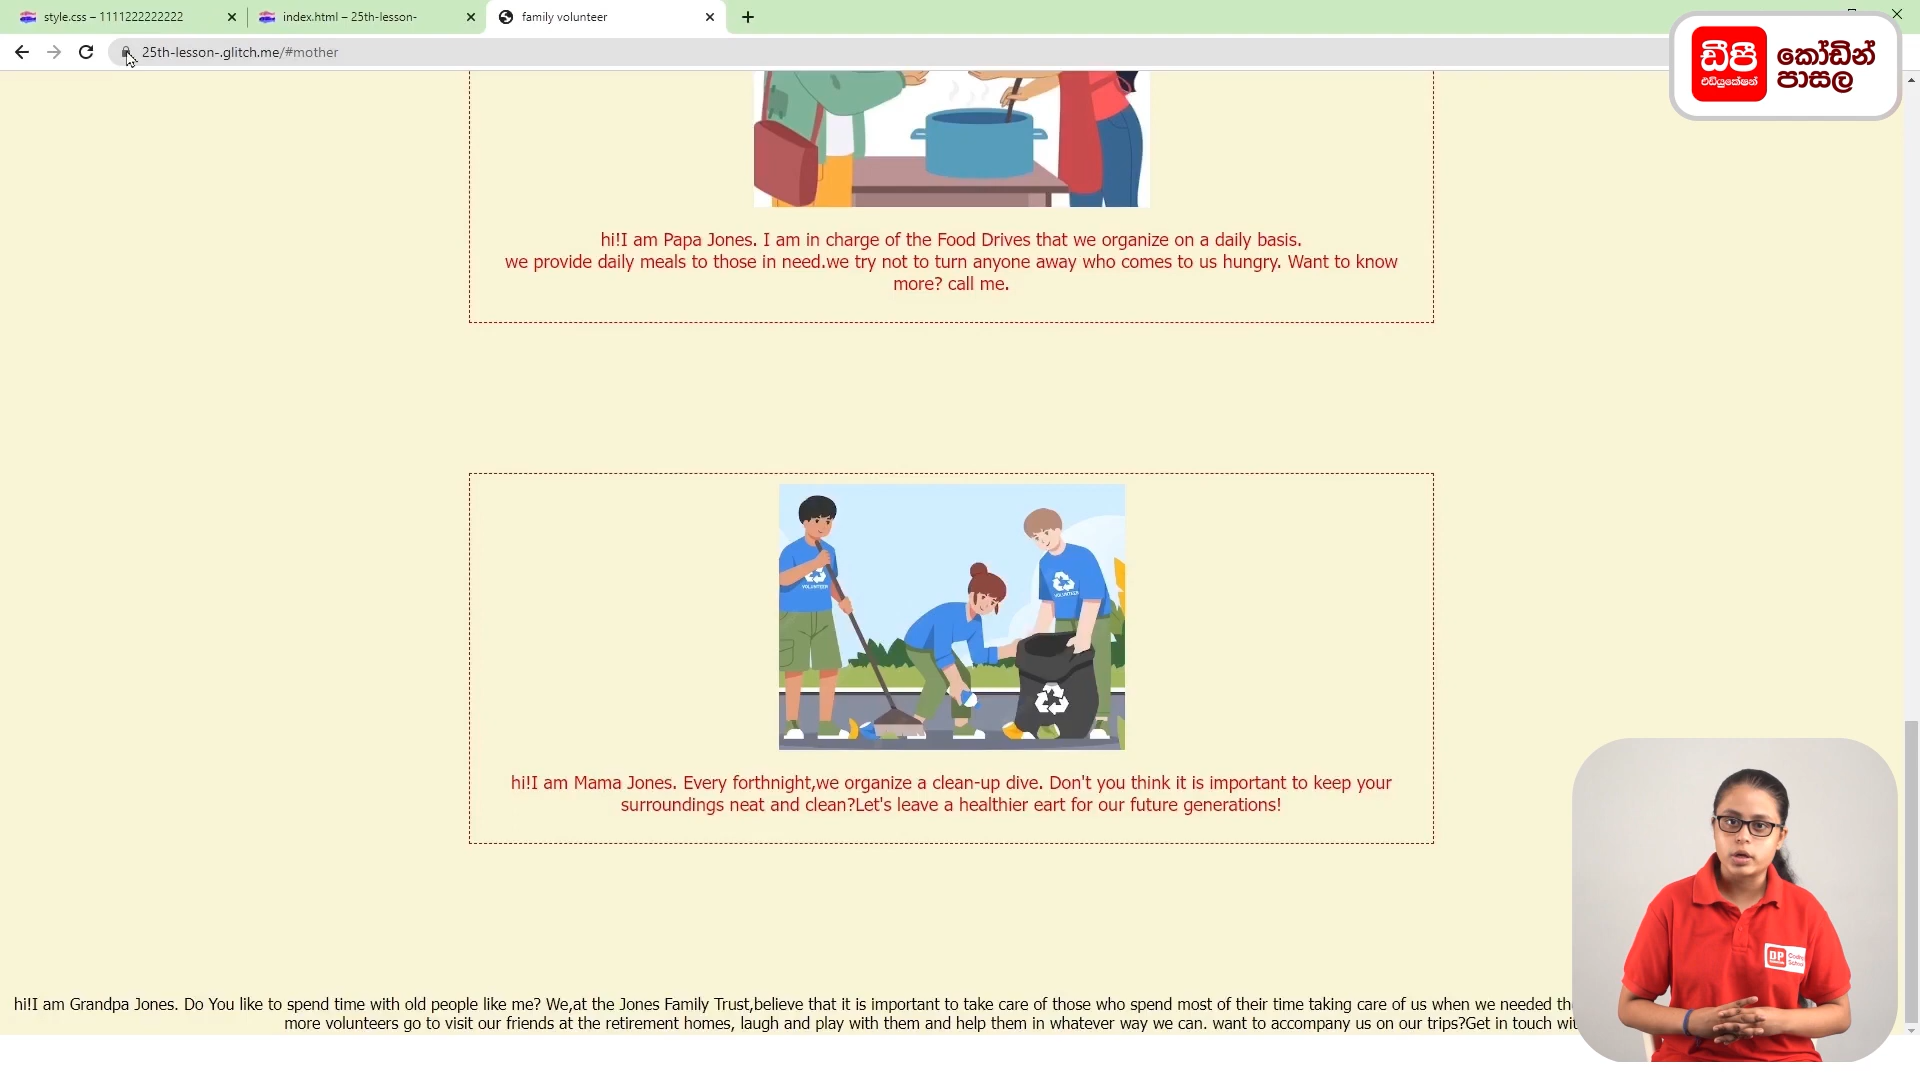 style.css – 1111222222222
index.html – 25th-lesson-
family volunteer
25th-lesson-.glitch.me/#mother
ඩීපී
එඩියුකේෂන්
කෝඩින්
පාසල
hi!I am Papa Jones. I am in charge of the Food Drives that we organize on a daily basis.
we provide daily meals to those in need.we try not to turn anyone away who comes to us hungry. Want to know
more? call me.
VOLUNTEER
VOLUNTEER
hi!I am Mama Jones. Every forthnight,we organize a clean-up dive. Don't you think it is important to keep your
surroundings neat and clean?Let's leave a healthier eart for our future generations!
DP
Coding
School
hi!I am Grandpa Jones. Do You like to spend time with old people like me? We,at the Jones Family Trust,believe that it is important to take care of those who spend most of their time taking care of us when we needed
more volunteers go to visit our friends at the retirement homes, laugh and play with them and help them in whatever way we can. want to accompany us on our trips?Get in touch